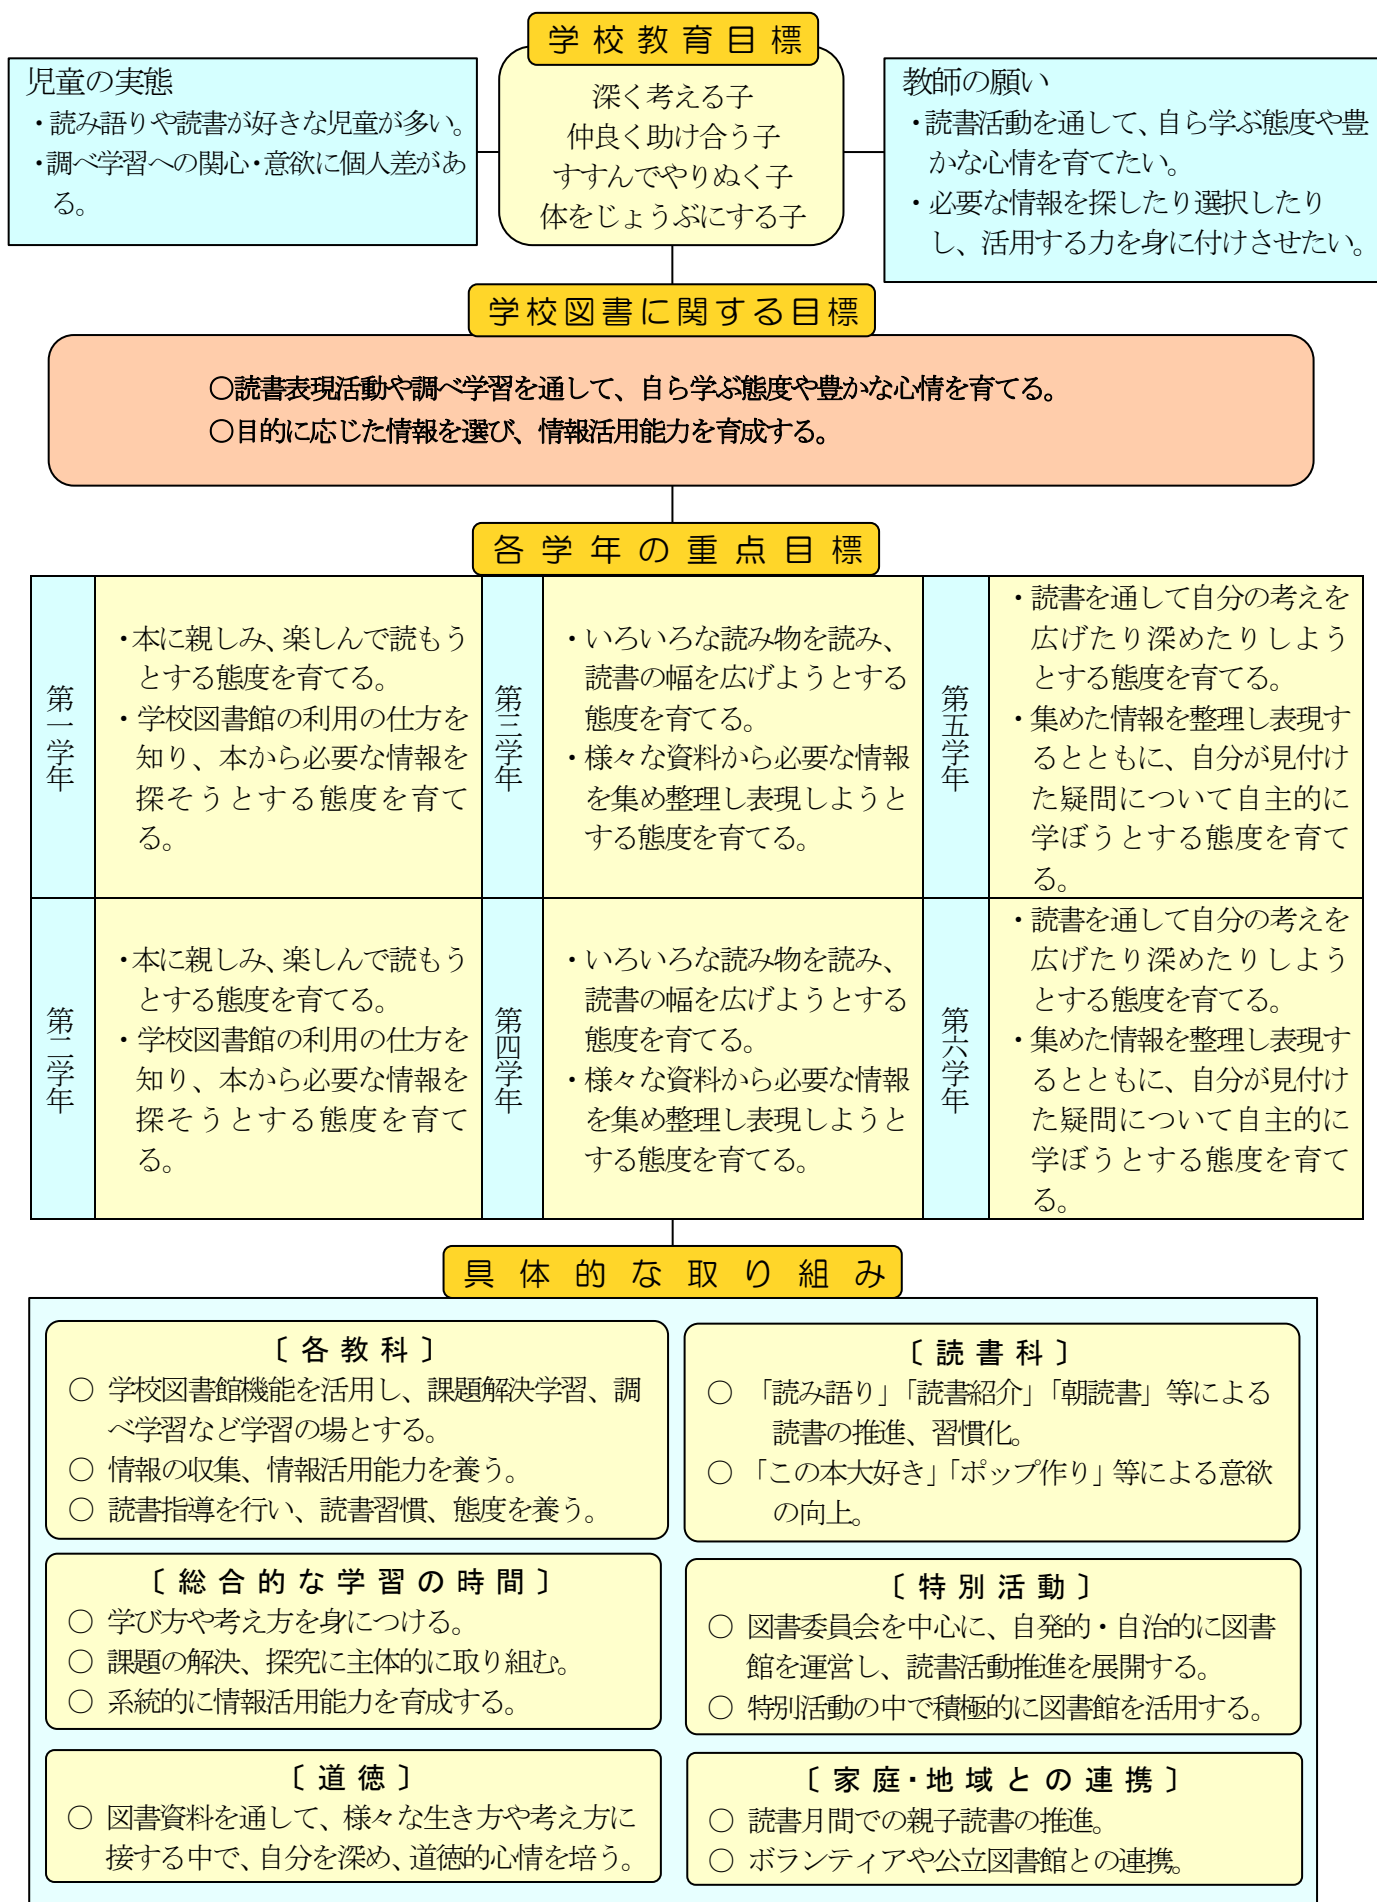 学校教育目標
深く考える子
仲良く助け合う子
すすんでやりぬく子
体をじょうぶにする子
児童の実態
・読み語りや読書が好きな児童が多い。
・調べ学習への関心・意欲に個人差があ
る。
教師の願い
・読書活動を通して、自ら学ぶ態度や豊
かな心情を育てたい。
・必要な情報を探したり選択したり
し、活用する力を身に付けさせたい。
学校図書に関する目標
○読書表現活動や調べ学習を通して、自ら学ぶ態度や豊かな心情を育てる。
○目的に応じた情報を選び、情報活用能力を育成する。
各学年の重点目標
第一学年
・本に親しみ、楽しんで読もう
とする態度を育てる。
・学校図書館の利用の仕方を
知り、本から必要な情報を
探そうとする態度を育て
る。
第三学年
・いろいろな読み物を読み、
読書の幅を広げようとする
態度を育てる。
・様々な資料から必要な情報
を集め整理し表現しようと
する態度を育てる。
第五学年
・読書を通して自分の考えを
広げたり深めたりしよう
とする態度を育てる。
・集めた情報を整理し表現す
るとともに、自分が見付け
た疑問について自主的に
学ぼうとする態度を育て
る。
第二学年
・本に親しみ、楽しんで読もう
とする態度を育てる。
・学校図書館の利用の仕方を
知り、本から必要な情報を
探そうとする態度を育て
る。
第四学年
・いろいろな読み物を読み、
読書の幅を広げようとする
態度を育てる。
・様々な資料から必要な情報
を集め整理し表現しようと
する態度を育てる。
第六学年
・読書を通して自分の考えを
広げたり深めたりしよう
とする態度を育てる。
・集めた情報を整理し表現す
るとともに、自分が見付け
た疑問について自主的に
学ぼうとする態度を育て
る。
具体的な取り組み
〔各教科〕
○ 学校図書館機能を活用し、課題解決学習、調
べ学習など学習の場とする。
○ 情報の収集、情報活用能力を養う。
○ 読書指導を行い、読書習慣、態度を養う。
〔読書科〕
○ 「読み語り」「読書紹介」「朝読書」等による
読書の推進、習慣化。
○ 「この本大好き」「ポップ作り」等による意欲
の向上。
〔総合的な学習の時間〕
○ 学び方や考え方を身につける。
○ 課題の解決、探究に主体的に取り組む。
○ 系統的に情報活用能力を育成する。
〔特別活動〕
○ 図書委員会を中心に、自発的・自治的に図書
館を運営し、読書活動推進を展開する。
○ 特別活動の中で積極的に図書館を活用する。
〔道徳〕
○ 図書資料を通して、様々な生き方や考え方に
接する中で、自分を深め、道徳的心情を培う。
〔家庭・地域との連携〕
○ 読書月間での親子読書の推進。
○ ボランティアや公立図書館との連携。